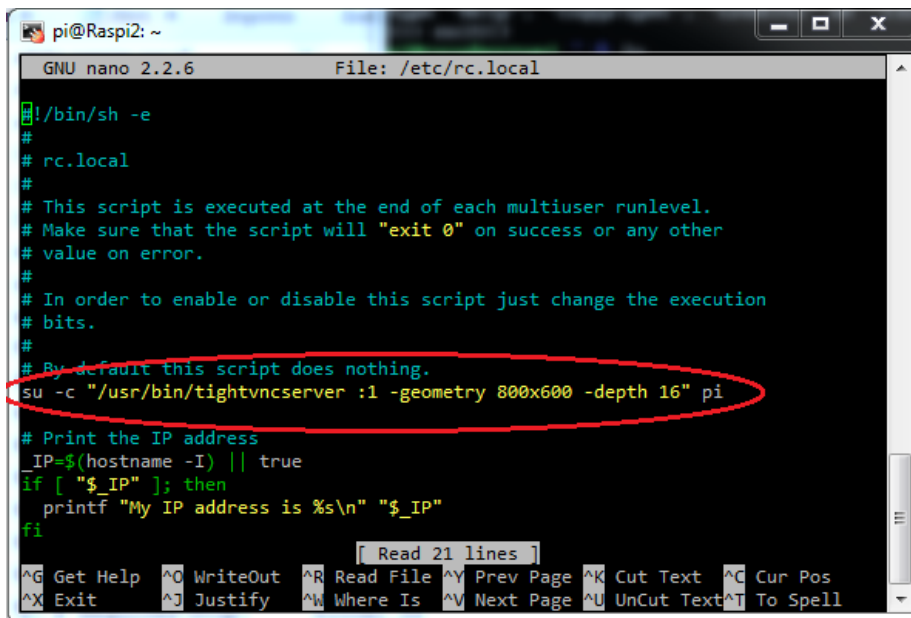 pi@Raspi2: ~
GNU nano 2.2.6 File: /etc/rc.local
#!/bin/sh -e
#
# rc.local
#
# This script is executed at the end of each multiuser runlevel.
# Make sure that the script will "exit 0" on success or any other
# value on error.
#
# In order to enable or disable this script just change the execution
# bits.
#
# By default this script does nothing.
su -c "/usr/bin/tightvncserver :1 -geometry 800x600 -depth 16" pi
# Print the IP address
_IP=$(hostname -I) || true
if [ "$_IP" ]; then
printf "My IP address is %s\n" "$_IP"
fi
[ Read 21 lines ]
^G Get Help ^O WriteOut ^R Read File ^Y Prev Page ^K Cut Text ^C Cur Pos
^X Exit ^J Justify ^W Where Is ^V Next Page ^U UnCut Text ^T To Spell